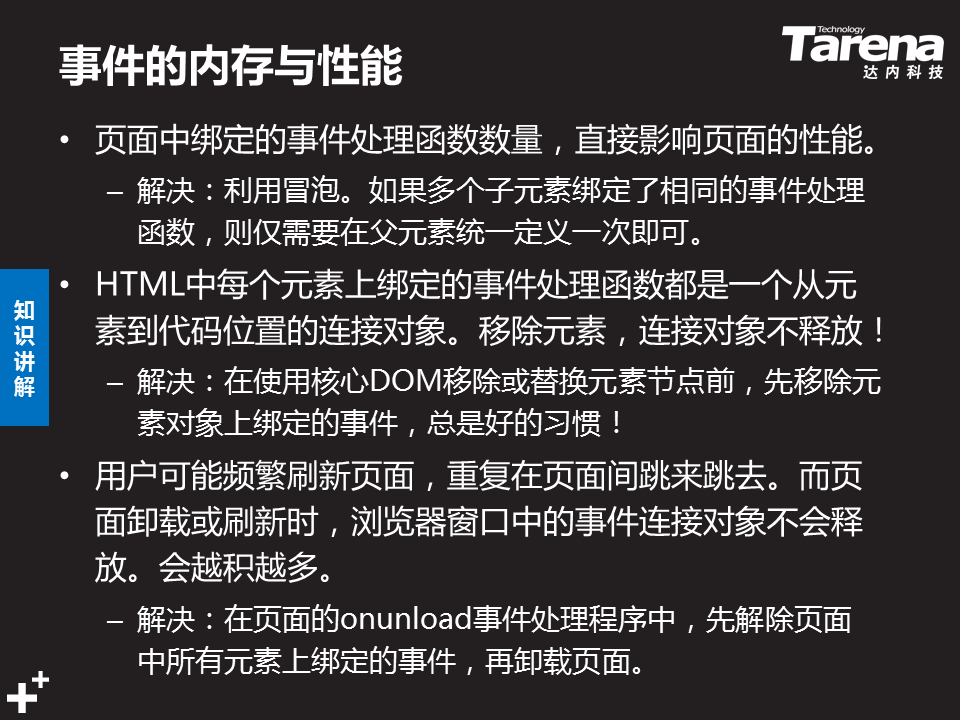 事件的内存与性能
Technology
Tarena
达内科技
• 页面中绑定的事件处理函数数量，直接影响页面的性能。
– 解决：利用冒泡。如果多个子元素绑定了相同的事件处理
函数，则仅需要在父元素统一定义一次即可。
• HTML中每个元素上绑定的事件处理函数都是一个从元
素到代码位置的连接对象。移除元素，连接对象不释放！
– 解决：在使用核心DOM移除或替换元素节点前，先移除元
素对象上绑定的事件，总是好的习惯！
• 用户可能频繁刷新页面，重复在页面间跳来跳去。而页
面卸载或刷新时，浏览器窗口中的事件连接对象不会释
放。会越积越多。
– 解决：在页面的onunload事件处理程序中，先解除页面
中所有元素上绑定的事件，再卸载页面。
知
识
讲
解